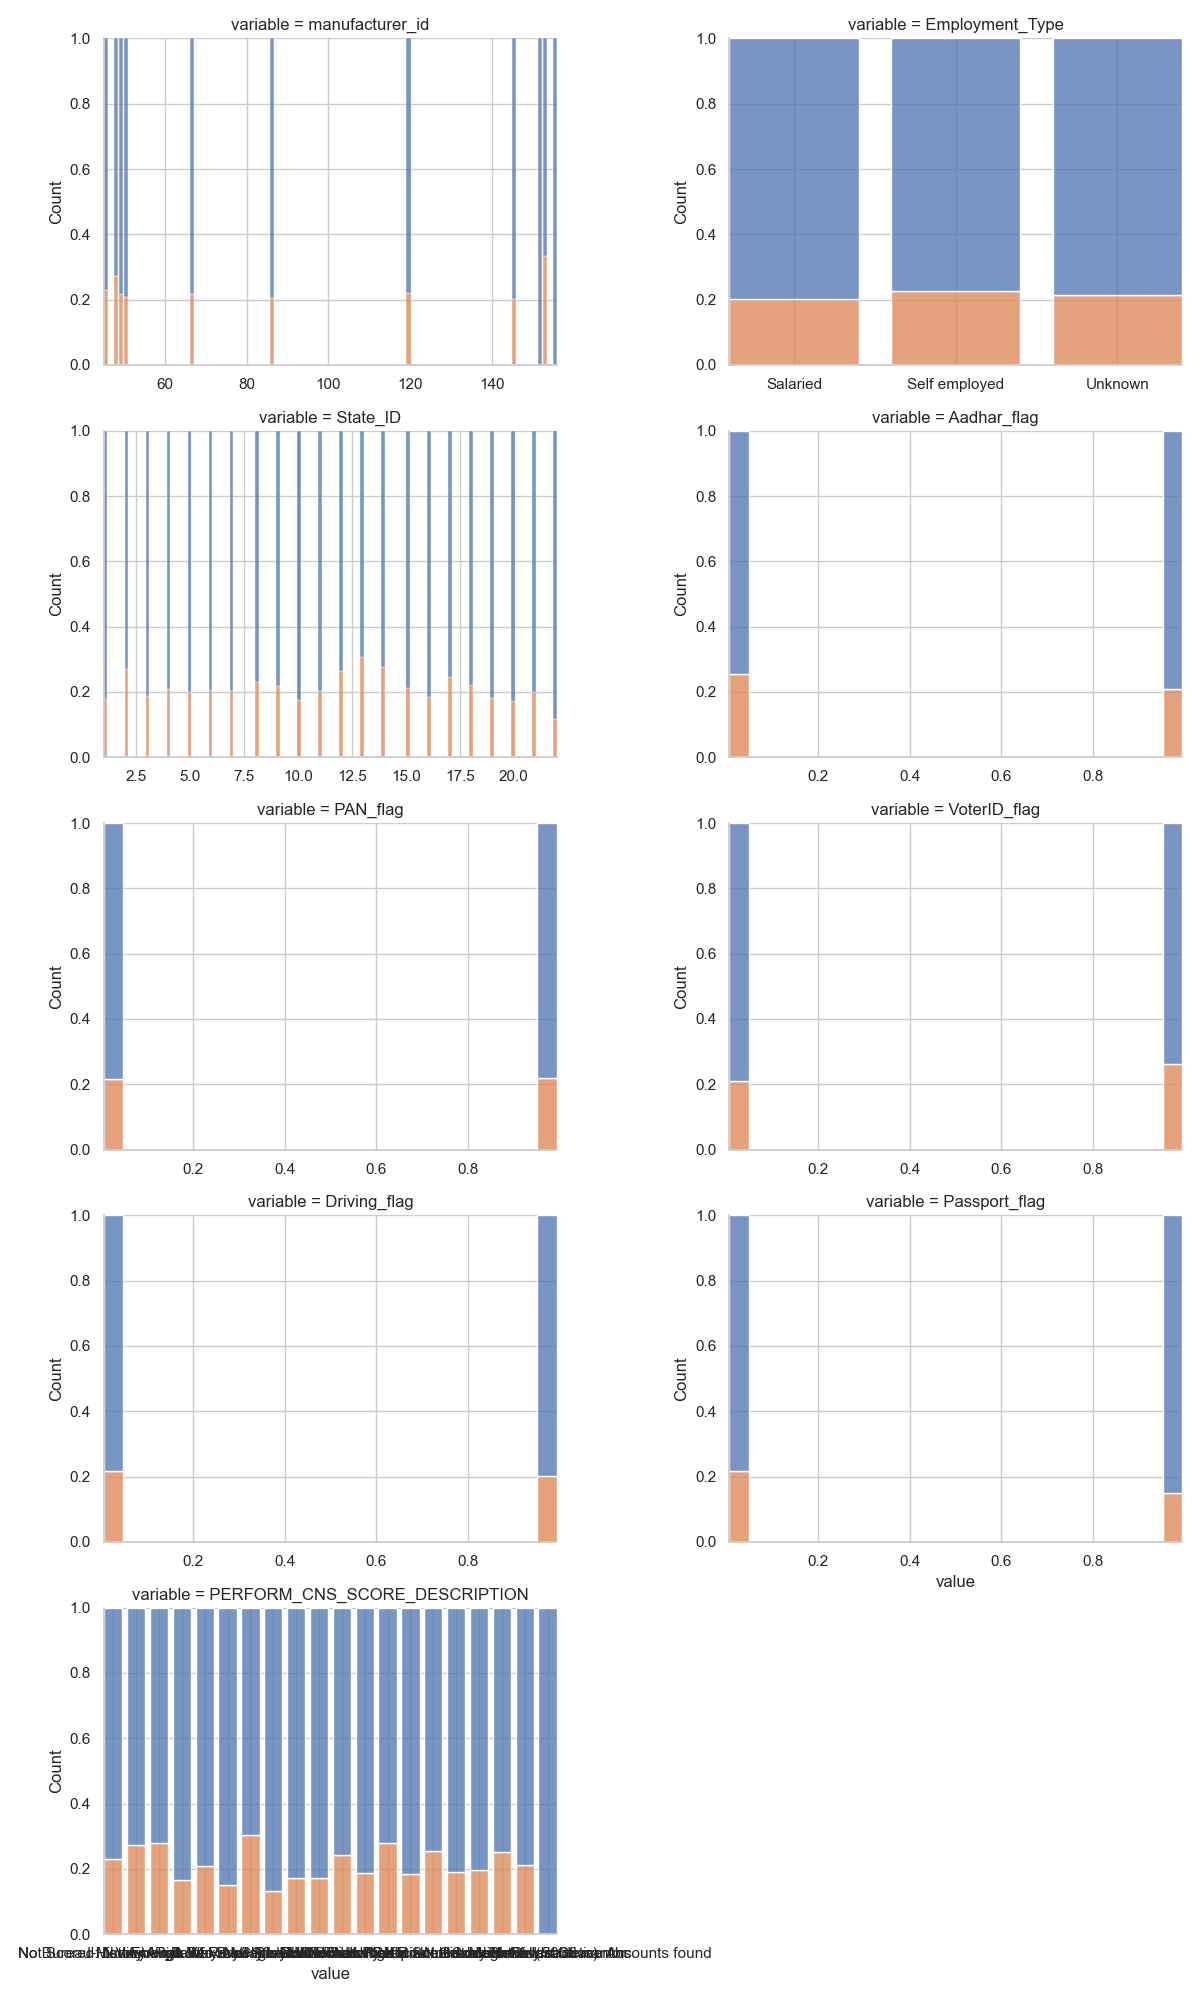 variable = manufacturer_id
1.0
0.8
0.6
0.4
0.2
0.0
Count
60 80 100 120 140
variable = Employment_Type
1.0
0.8
0.6
0.4
0.2
0.0
Count
Salaried Self employed Unknown
variable = State_ID
1.0
0.8
0.6
0.4
0.2
0.0
Count
2.5 5.0 7.5 10.0 12.5 15.0 17.5 20.0
variable = Aadhar_flag
1.0
0.8
0.6
0.4
0.2
0.0
Count
0.2 0.4 0.6 0.8
variable = PAN_flag
1.0
0.8
0.6
0.4
0.2
0.0
Count
0.2 0.4 0.6 0.8
variable = VoterID_flag
1.0
0.8
0.6
0.4
0.2
0.0
Count
0.2 0.4 0.6 0.8
variable = Driving_flag
1.0
0.8
0.6
0.4
0.2
0.0
Count
0.2 0.4 0.6 0.8
variable = Passport_flag
1.0
0.8
0.6
0.4
0.2
0.0
Count
0.2 0.4 0.6 0.8
value
variable = PERFORM_CNS_SCORE_DESCRIPTION
1.0
0.8
0.6
0.4
0.2
0.0
Count
found
value